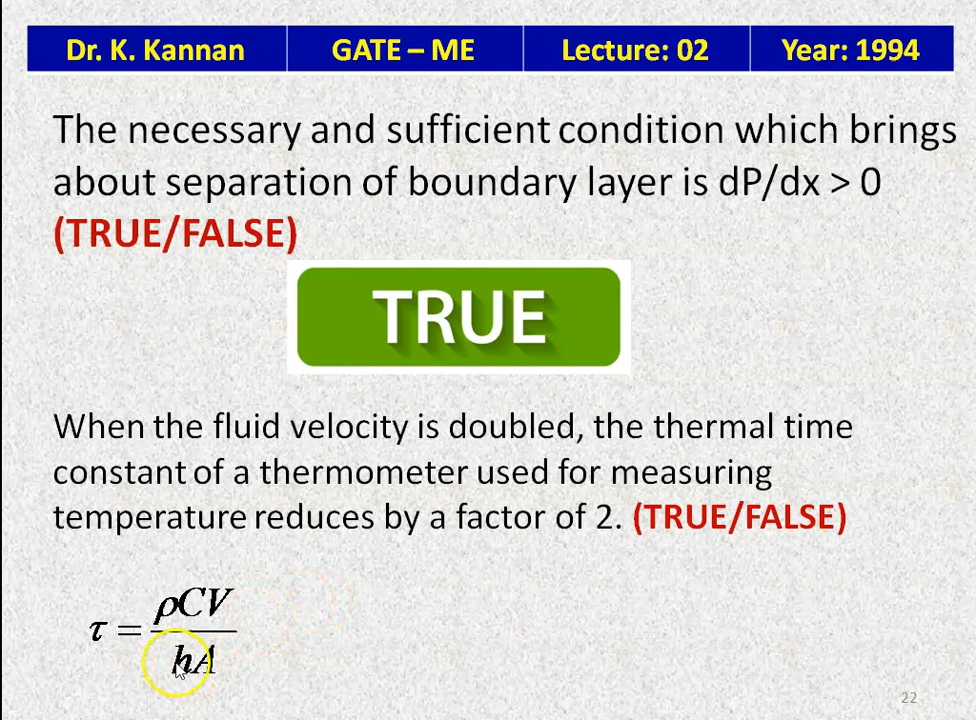 Dr. K. Kannan GATE – ME Lecture: 02 Year: 1994
The necessary and sufficient condition which brings
about separation of boundary layer is dP/dx > 0
(TRUE/FALSE)
TRUE
When the fluid velocity is doubled, the thermal time
constant of a thermometer used for measuring
temperature reduces by a factor of 2. (TRUE/FALSE)
τ = ρCV / hA
22